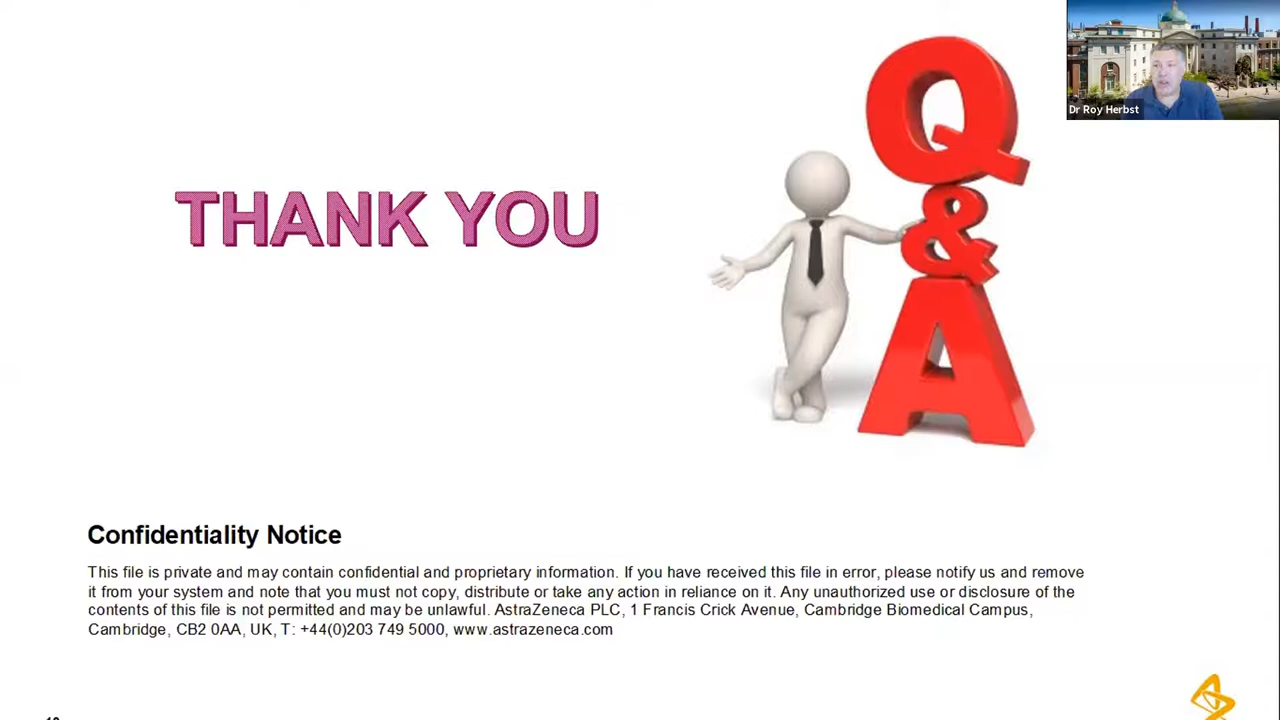 Dr Roy Herbst
Q
&
A
THANK YOU
Confidentiality Notice
This file is private and may contain confidential and proprietary information. If you have received this file in error, please notify us and remove
it from your system and note that you must not copy, distribute or take any action in reliance on it. Any unauthorized use or disclosure of the
contents of this file is not permitted and may be unlawful. AstraZeneca PLC, 1 Francis Crick Avenue, Cambridge Biomedical Campus,
Cambridge, CB2 0AA, UK, T: +44(0)203 749 5000, www.astrazeneca.com